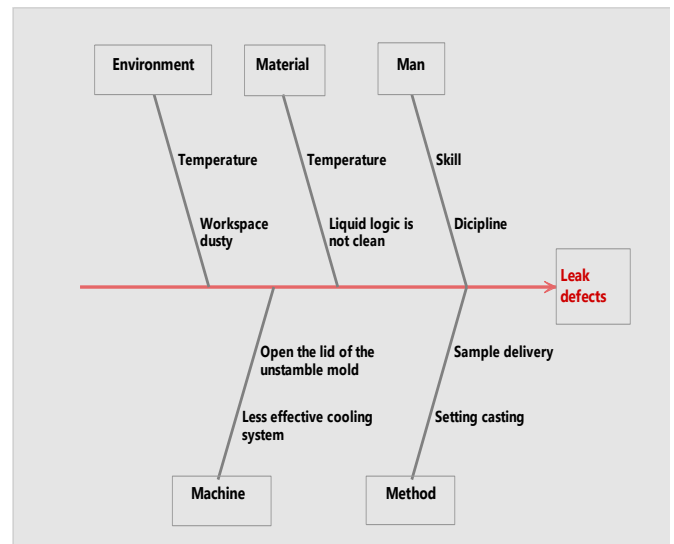 Environment
Material
Man
Temperature
Temperature
Skill
Workspace
dusty
Liquid logic is
not clean
Dicipline
Leak
defects
Open the lid of the
unstamble mold
Sample delivery
Less effective cooling
system
Setting casting
Machine
Method